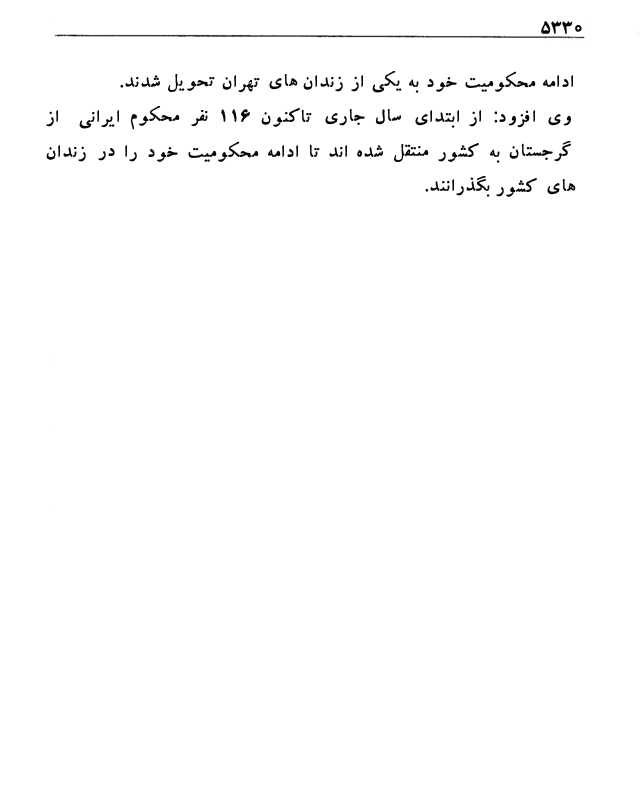 ۵۳۳۰
ادامه محکومیت خود به یکی از زندان های تهران تحویل شدند.
وی افزود: از ابتدای سال جاری تاکنون ۱۱۶ نفر محکوم ایرانی از
گرجستان به کشور منتقل شده اند تا ادامه محکومیت خود را در زندان
های کشور بگذرانند.